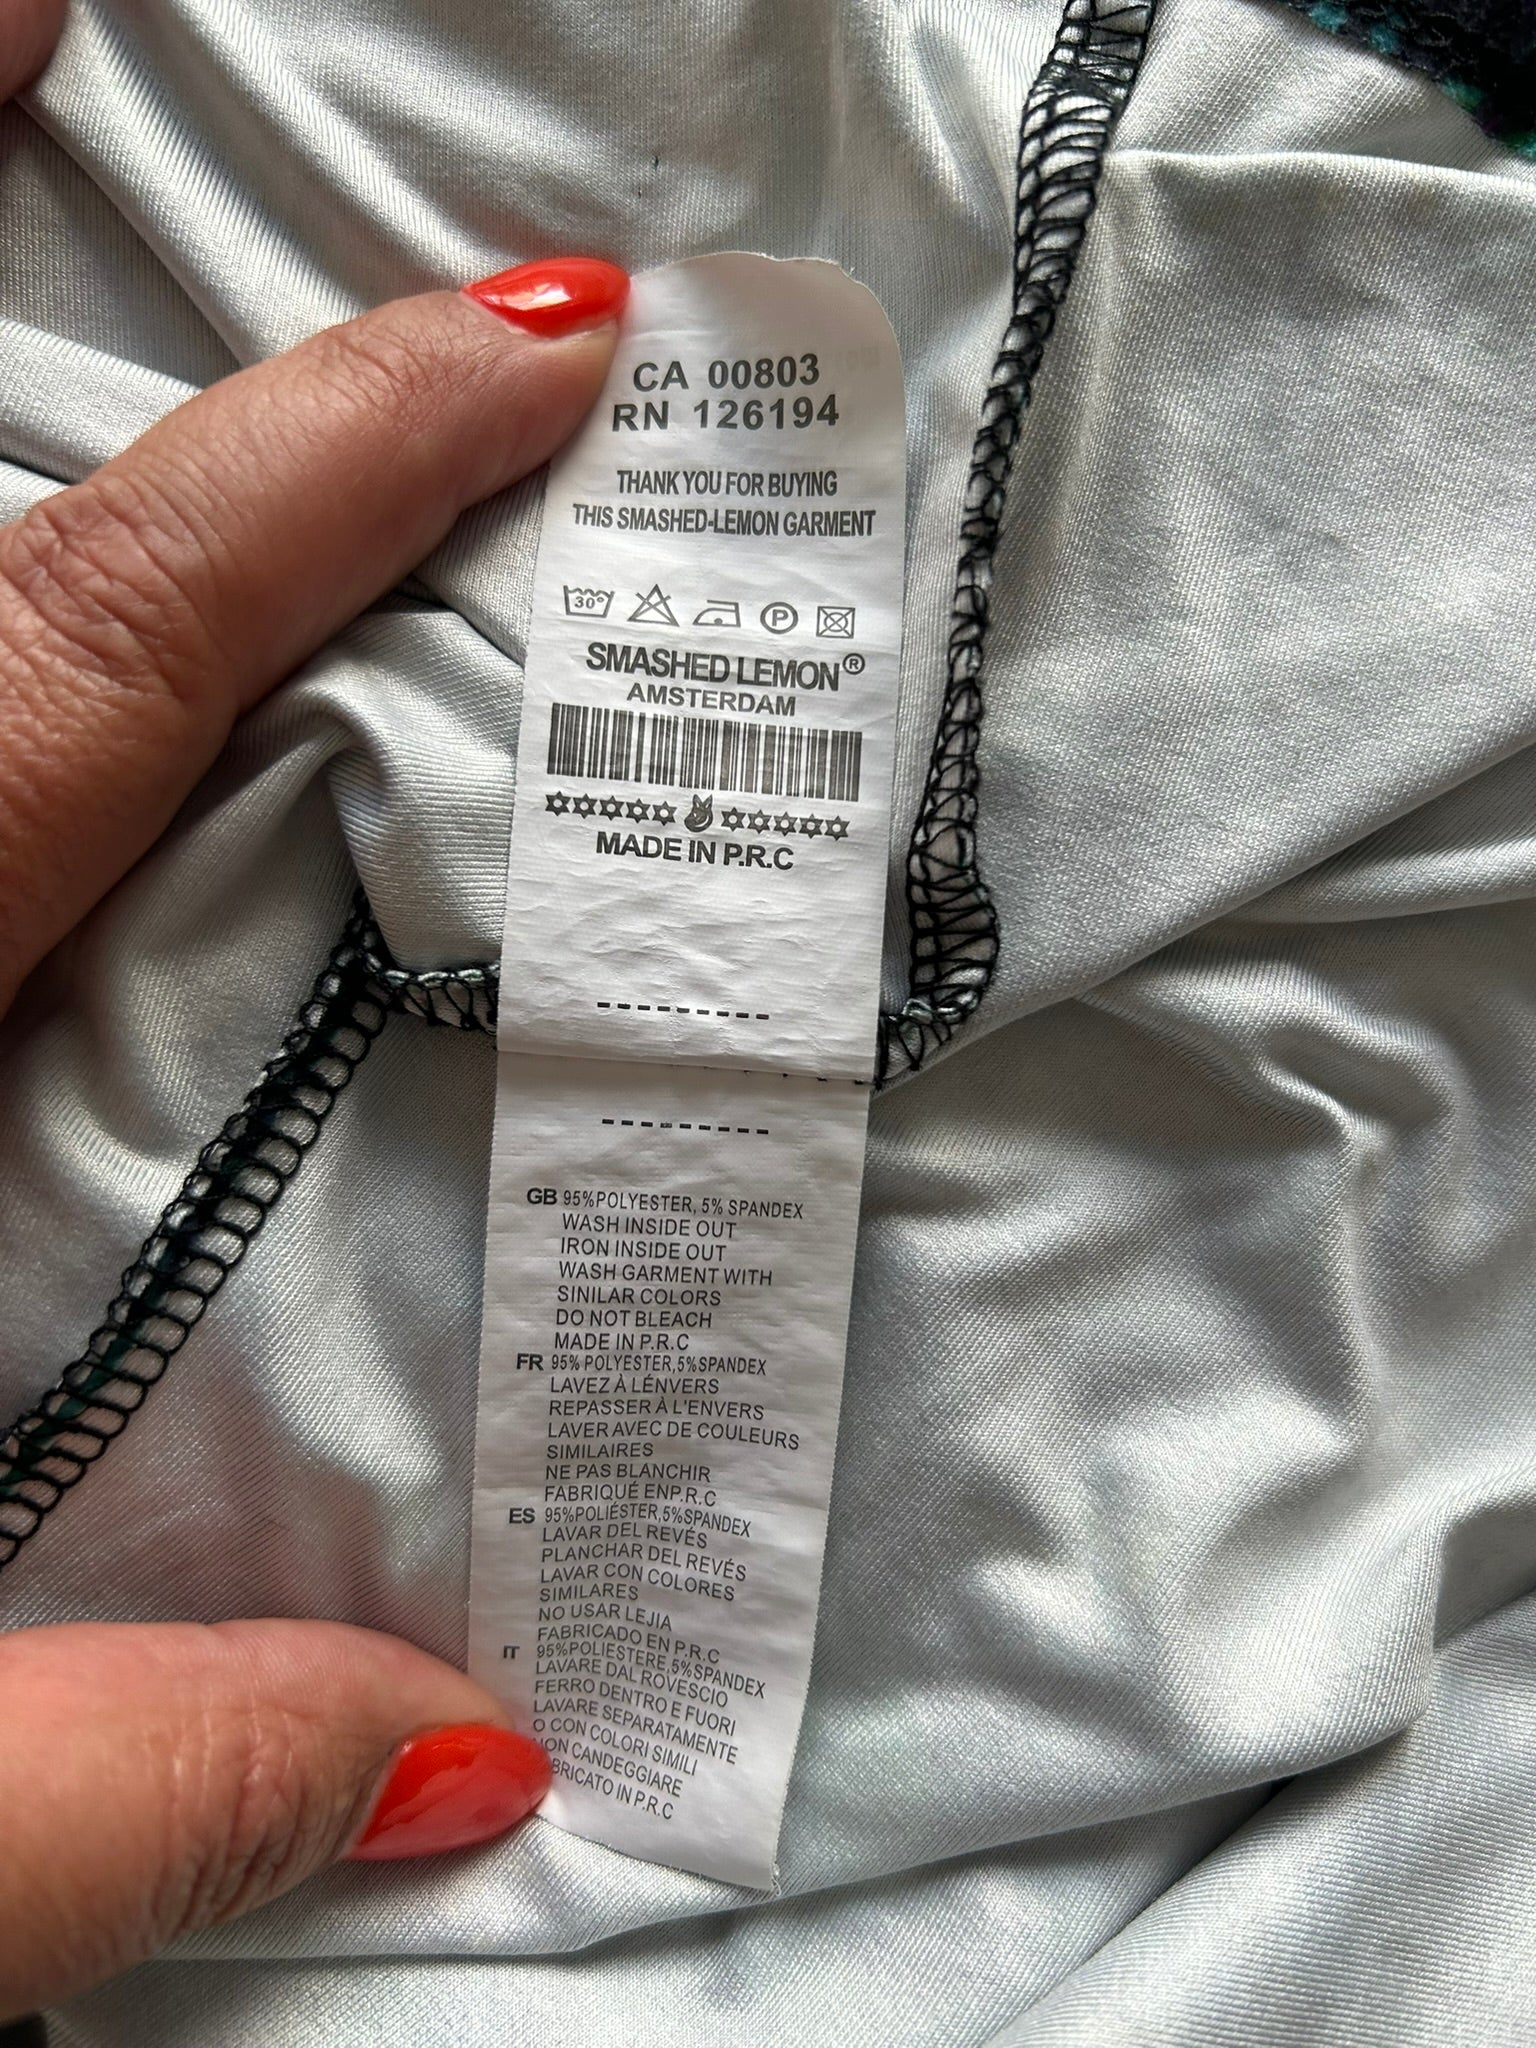 CA 00803
RN 126194
THANK YOU FOR BUYING
THIS SMASHED-LEMON GARMENT
30°
P
SMASHED LEMON®
AMSTERDAM
MADE IN P.R.C
GB 95%POLYESTER, 5% SPANDEX
WASH INSIDE OUT
IRON INSIDE OUT
WASH GARMENT WITH
SINILAR COLORS
DO NOT BLEACH
MADE IN P.R.C
FR 95% POLYESTER,5%SPANDEX
LAVEZ À LÉNVERS
REPASSER À L'ENVERS
LAVER AVEC DE COULEURS
SIMILAIRES
NE PAS BLANCHIR
FABRIQUÉ ENP.R.C
ES 95%POLIÉSTER,5%SPANDEX
LAVAR DEL REVÉS
PLANCHAR DEL REVÉS
LAVAR CON COLORES
SIMILARES
NO USAR LEJIA
FABRICADO EN P.R.C
IT 95%POLIESTERE,5%SPANDEX
LAVARE DAL ROVESCIO
FERRO DENTRO E FUORI
LAVARE SEPARATAMENTE
O CON COLORI SIMILI
CANDEGGIARE
IN P.R.C